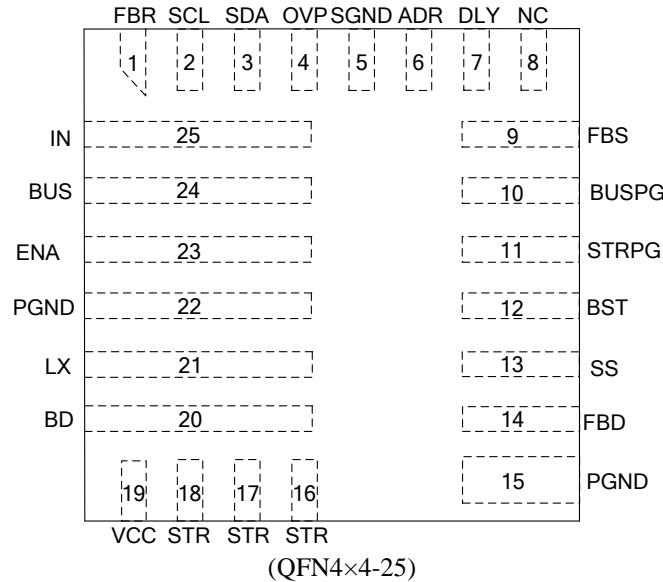 FBR SCL SDA OVP SGND ADR DLY NC
1 2 3 4 5 6 7 8
IN 25 9 FBS
BUS 24 10 BUSPG
ENA 23 11 STRPG
PGND 22 12 BST
LX 21 13 SS
BD 20 14 FBD
19 18 17 16 15 PGND
VCC STR STR STR
(QFN4×4-25)